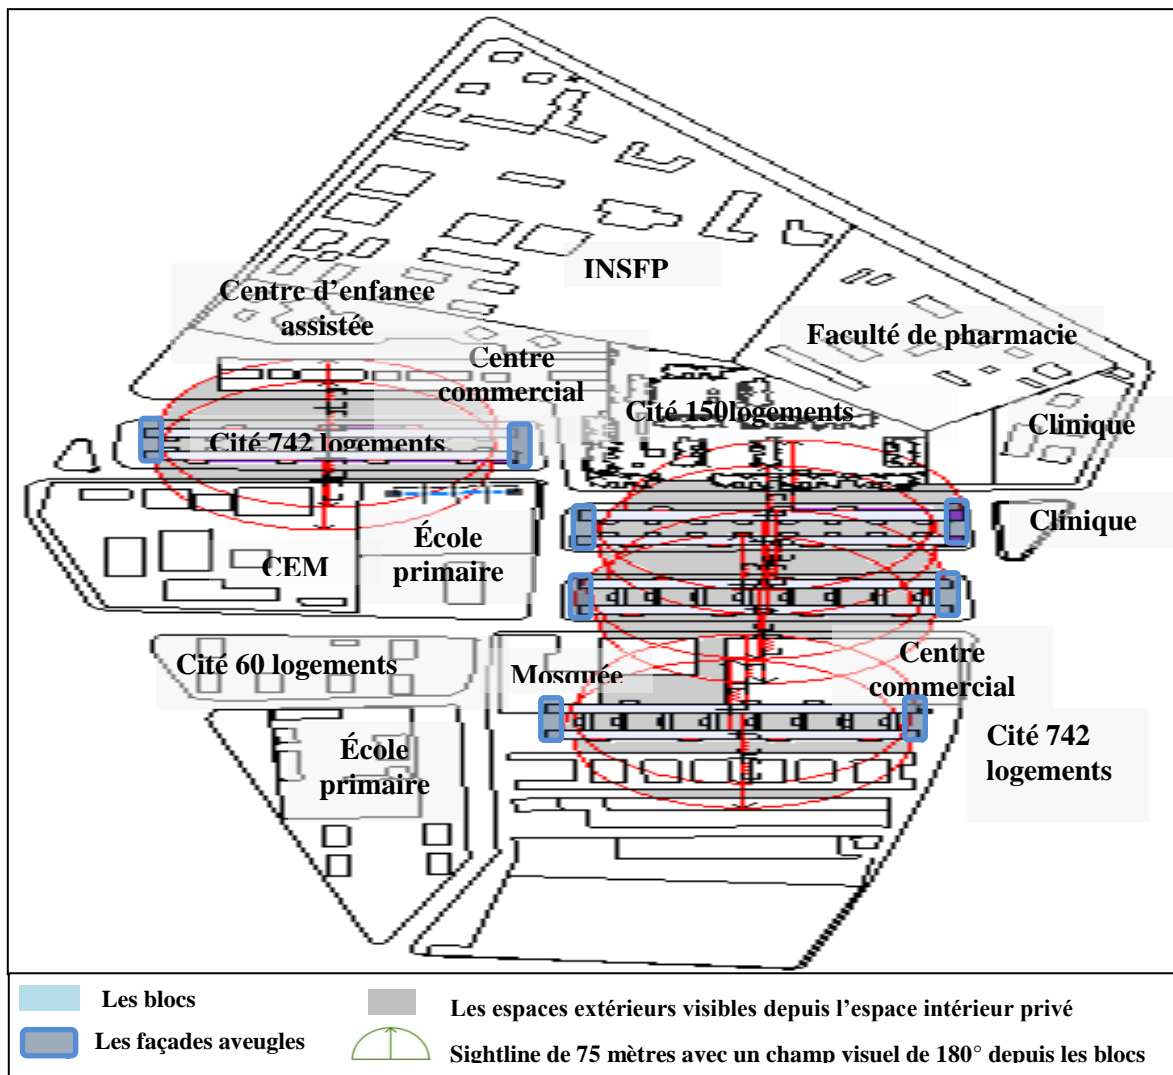 INSFP
Centre d’enfance
assistée
Faculté de pharmacie
Centre
commercial
Cité 150logements
Clinique
Cité 742 logements
Clinique
École
primaire
CEM
Cité 60 logements
Mosquée
Centre
commercial
Cité 742
logements
École
primaire
Les blocs
Les espaces extérieurs visibles depuis l’espace intérieur privé
Les façades aveugles
Sightline de 75 mètres avec un champ visuel de 180° depuis les blocs